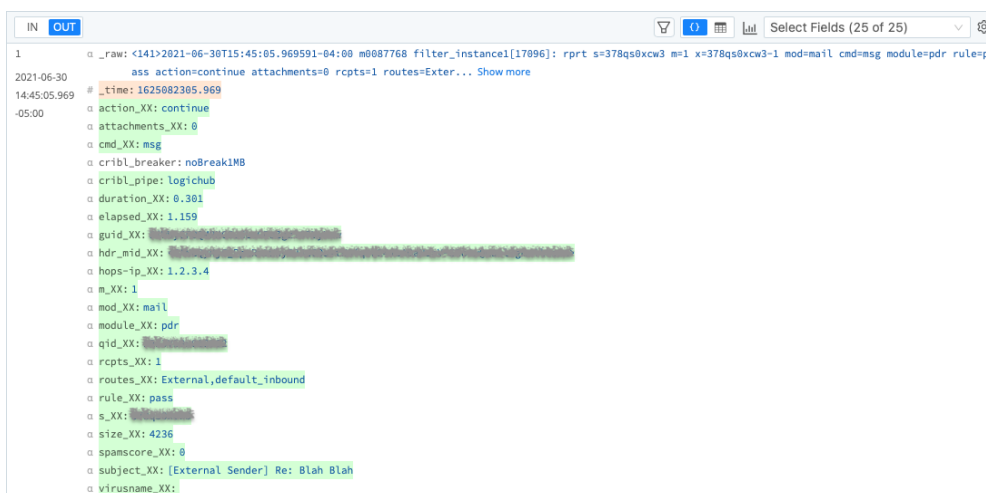 IN OUT Select Fields (25 of 25)
1 α _raw: <141>2021-06-30T15:45:05.969591-04:00 m0087768 filter_instance1[17096]: rprt s=378qs0xcw3 m=1 x=378qs0xcw3-1 mod=mail cmd=msg module=pdr rule=p
ass action=continue attachments=0 rcpts=1 routes=Exter... Show more
2021-06-30
14:45:05.969
-05:00
# _time: 1625082305.969
α action_XX: continue
α attachments_XX: 0
α cmd_XX: msg
α cribl_breaker: noBreak1MB
α cribl_pipe: logichub
α duration_XX: 0.301
α elapsed_XX: 1.159
α guid_XX:
α hdr_mid_XX:
α hops-ip_XX: 1.2.3.4
α m_XX: 1
α mod_XX: mail
α module_XX: pdr
α qid_XX:
α rcpts_XX: 1
α routes_XX: External,default_inbound
α rule_XX: pass
α s_XX:
α size_XX: 4236
α spamscore_XX: 0
α subject_XX: [External Sender] Re: Blah Blah
α virusname_XX: